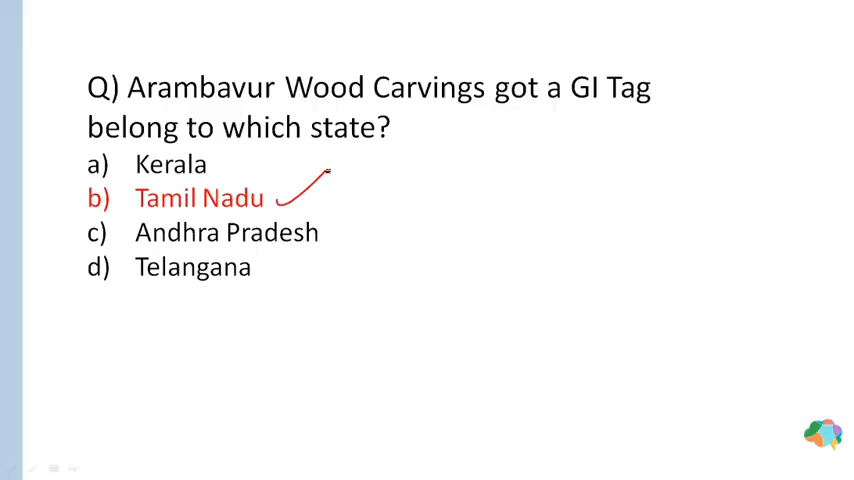 Q) Arambavur Wood Carvings got a GI Tag
belong to which state?
a) Kerala
b) Tamil Nadu
c) Andhra Pradesh
d) Telangana